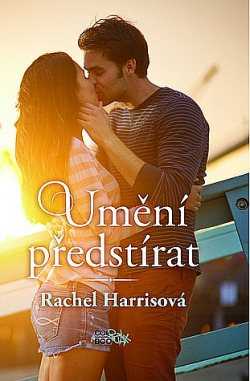 Umění
předstírat
Rachel Harrisová